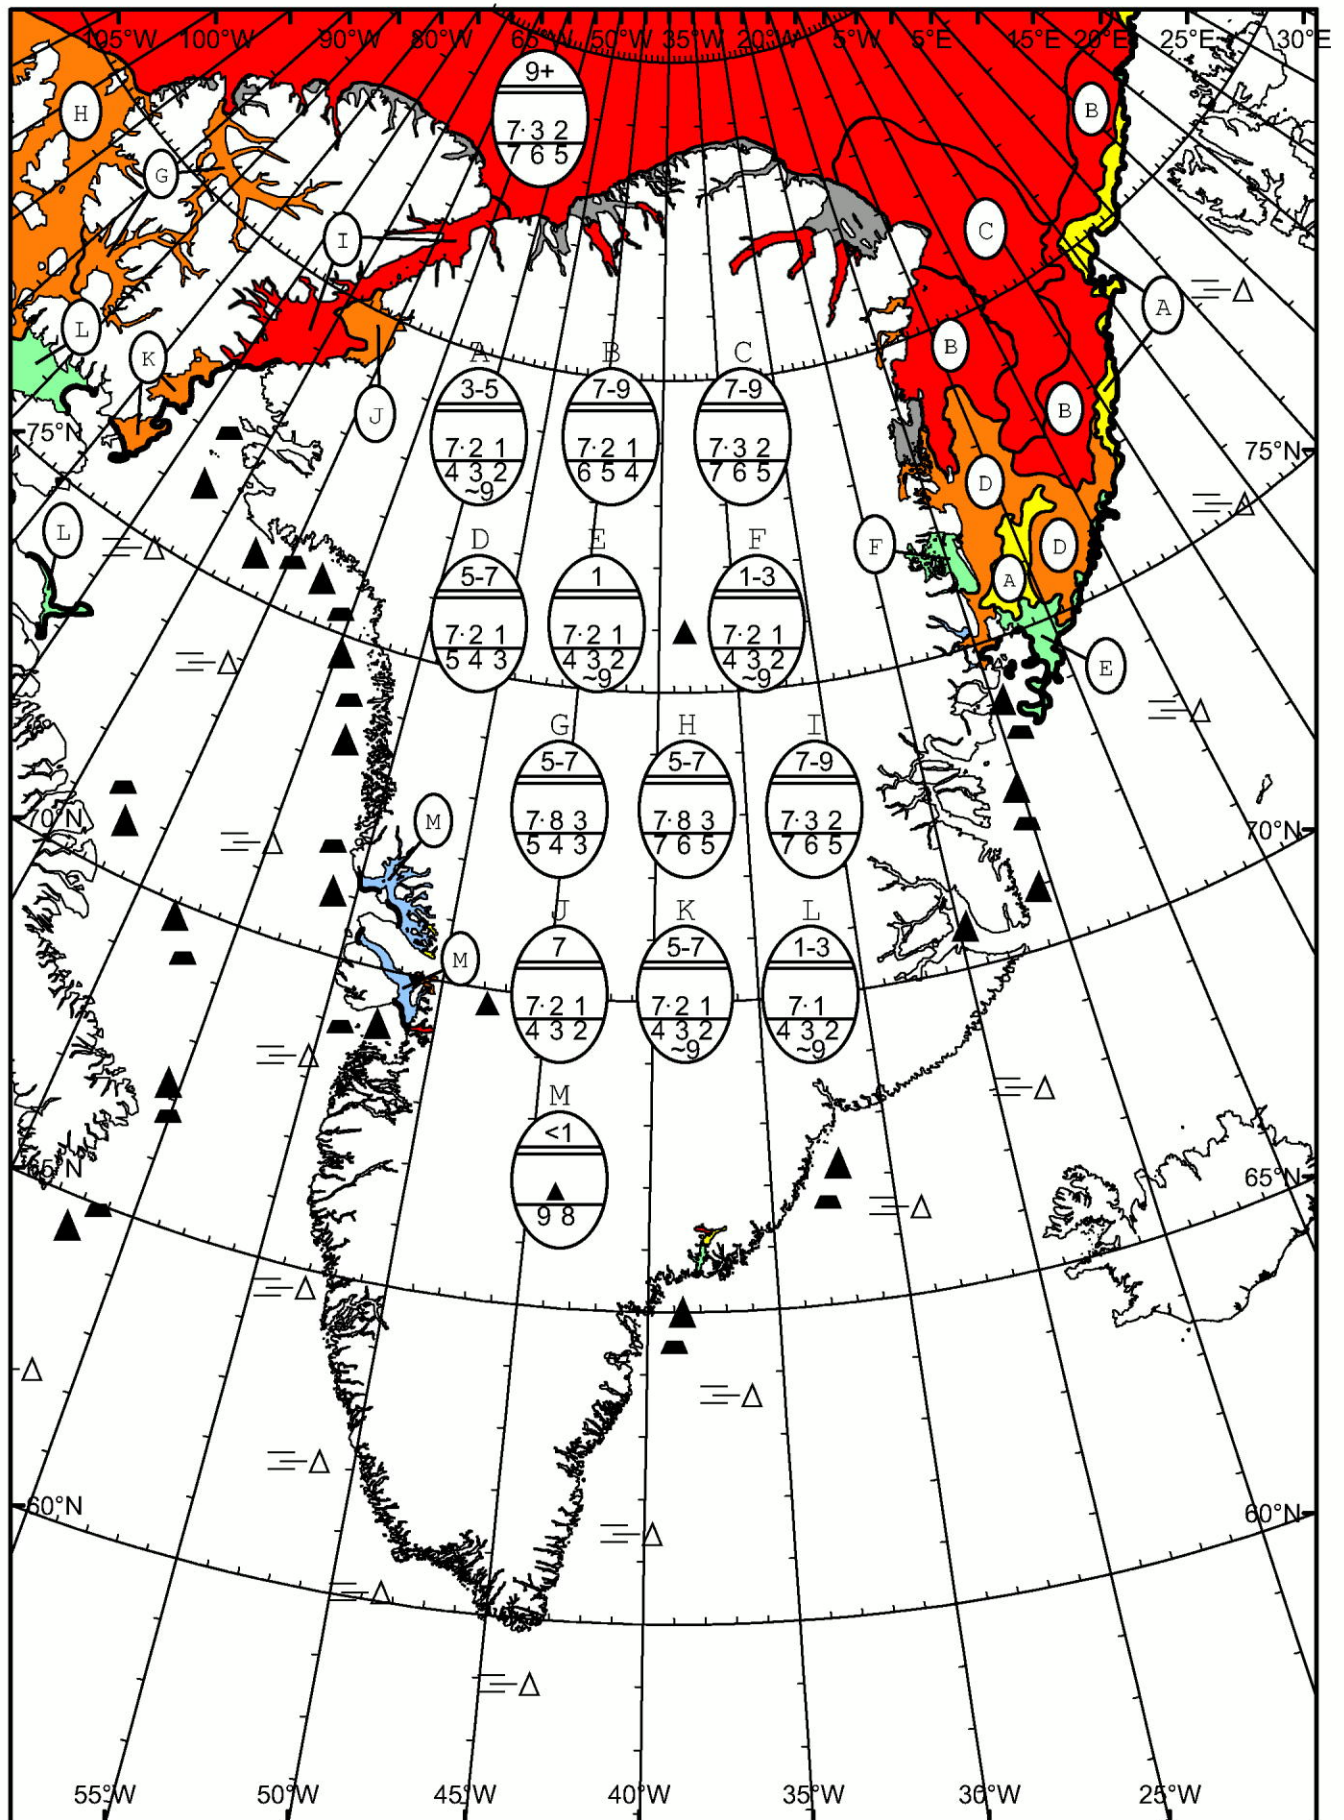 105°W 100°W 90°W 80°W 65°W 50°W 35°W 20°W 5°W 5°E 15°E 20°E 25°E 30°E
9+
7· 3 2
7 6 5
H
B
G
C
I
A
L
B
K
J
B
A B C
3-5 7-9 7-9
7· 2 1 7· 2 1 7· 3 2
4 3 2 6 5 4 7 6 5
~9
75°N 75°N
D
L
F
D
A
D E F
5-7 1 1-3
7· 2 1 7· 2 1 7· 2 1
5 4 3 4 3 2 4 3 2
~9 ~9
E
G H I
5-7 5-7 7-9
7· 8 3 7· 8 3 7· 3 2
5 4 3 7 6 5 7 6 5
70°N M 70°N
J K L
M
7 5-7 1-3
7· 2 1 7· 2 1 7· 1
4 3 2 4 3 2 4 3 2
~9 ~9
M
<1
9 8
65°N 65°N
60°N 60°N
55°W 50°W 45°W 40°W 35°W 30°W 25°W